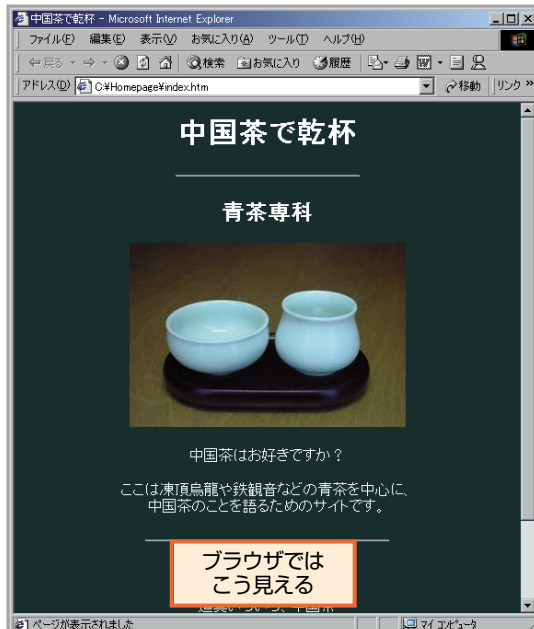 中国茶で乾杯 - Microsoft Internet Explorer
ファイル(F) 編集(E) 表示(V) お気に入り(A) ツール(T) ヘルプ(H)
戻る 検索 お気に入り 履歴
アドレス(D) C:¥Homepage¥index.htm 移動 リンク »
中国茶で乾杯
青茶専科
中国茶はお好きですか？
ここは凍頂烏龍や鉄観音などの青茶を中心に、
中国茶のことを語るためのサイトです。
ブラウザでは
こう見える
ページが表示されました マイ コンピュータ